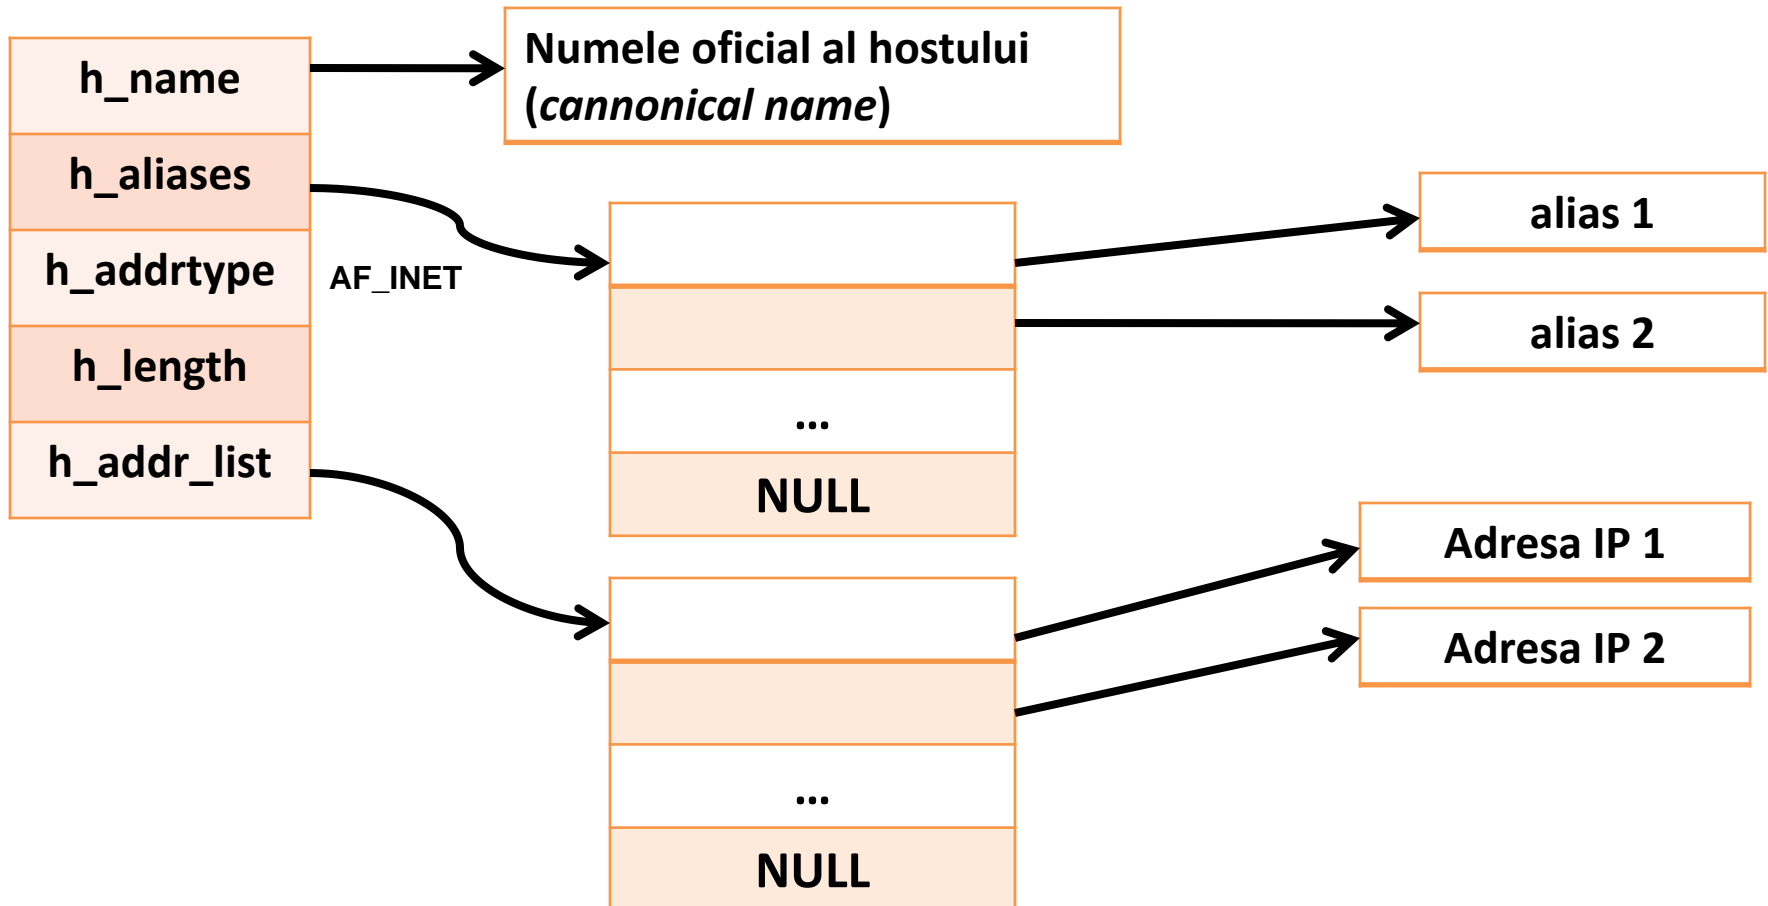 h_name
h_aliases
h_addrtype
h_length
h_addr_list
AF_INET
Numele oficial al hostului
(cannonical name)
...
NULL
alias 1
alias 2
...
NULL
Adresa IP 1
Adresa IP 2